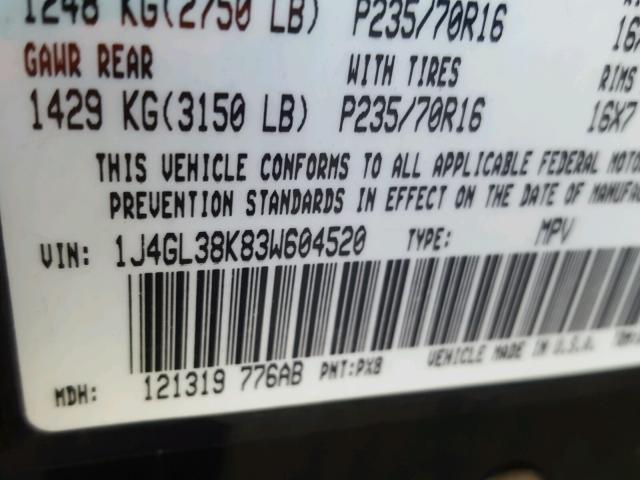 1248 KG(2750 LB) P235/70R16
GAWR REAR WITH TIRES RIMS
1429 KG(3150 LB) P235/70R16 16X7
THIS VEHICLE CONFORMS TO ALL APPLICABLE FEDERAL MOTOR
PREVENTION STANDARDS IN EFFECT ON THE DATE OF MANUFA
VIN: 1J4GL38K83W604520 TYPE: MPV
MDH: 121319 776AB PNT:PX8 VEHICLE MADE IN U.S.A.